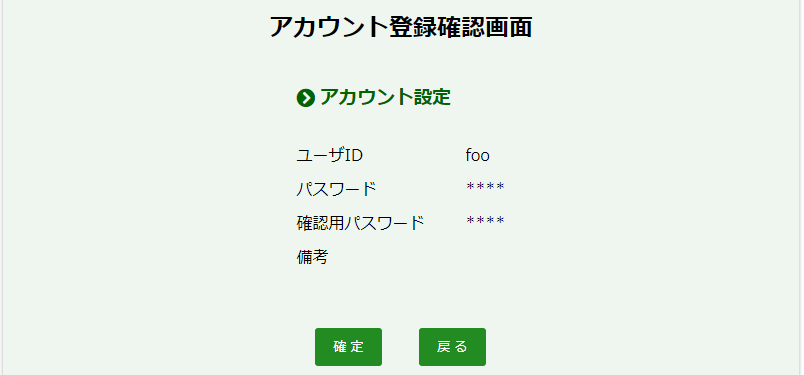 アカウント登録確認画面
アカウント設定
ユーザID foo
パスワード ****
確認用パスワード ****
備考
確定 戻る